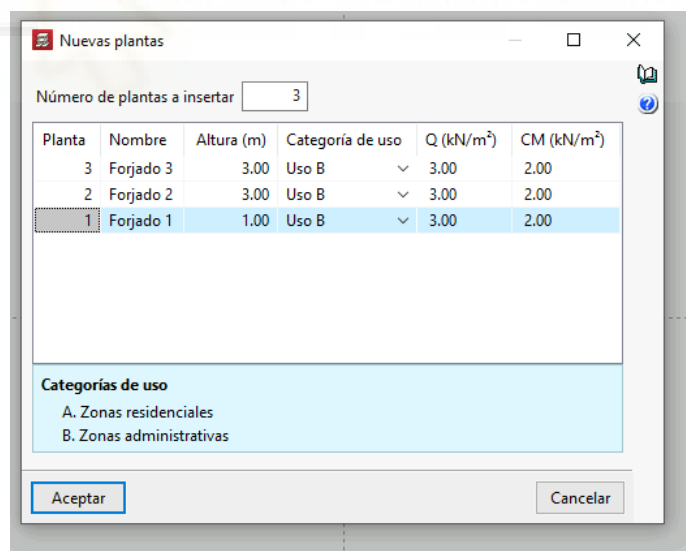 Nuevas plantas
Número de plantas a insertar 3
Planta Nombre Altura (m) Categoría de uso Q (kN/m²) CM (kN/m²)
3 Forjado 3 3.00 Uso B 3.00 2.00
2 Forjado 2 3.00 Uso B 3.00 2.00
1 Forjado 1 1.00 Uso B 3.00 2.00
Categorías de uso
A. Zonas residenciales
B. Zonas administrativas
Aceptar Cancelar